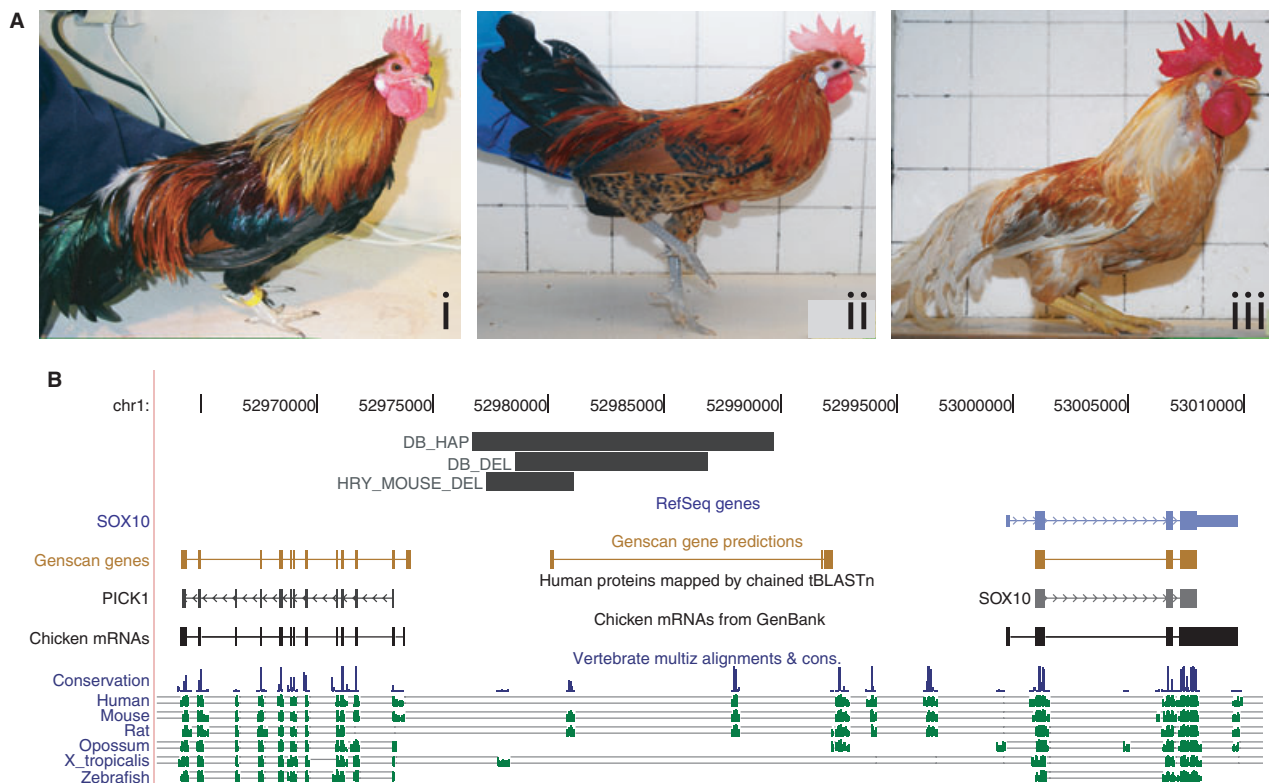 A
i
ii
iii
B
chr1: 52970000 52975000 52980000 52985000 52990000 52995000 53000000 53005000 53010000
DB_HAP
DB_DEL
HRY_MOUSE_DEL
RefSeq genes
SOX10
Genscan gene predictions
Genscan genes
Human proteins mapped by chained tBLASTn
PICK1 SOX10
Chicken mRNAs from GenBank
Chicken mRNAs
Vertebrate multiz alignments & cons.
Conservation
Human
Mouse
Rat
Opossum
X_tropicalis
Zebrafish